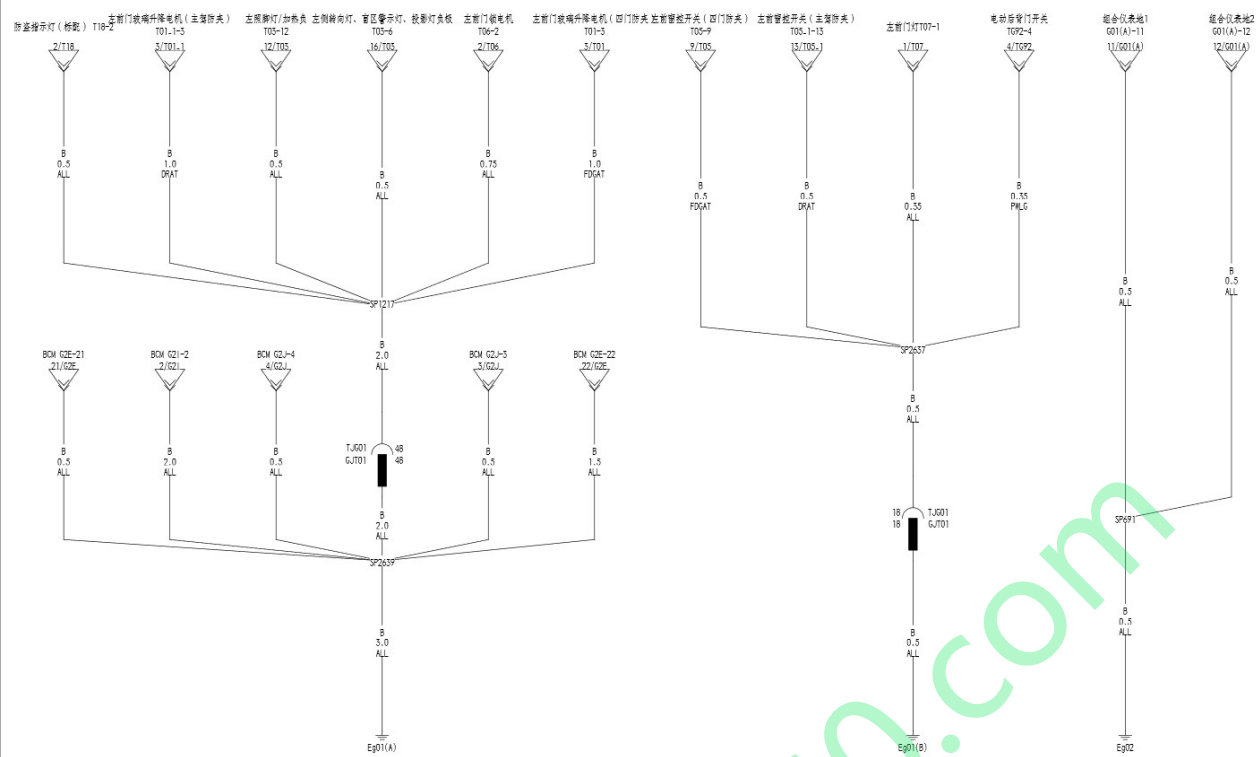 防盗指示灯(标配) T18-2
2/T18
左前门玻璃升降电机(主驾防夹)
T01_1-3
3/T01_1
左照脚灯/加热负
T03-12
12/T03
左侧转向灯、盲区警示灯、投影灯负极
T03-6
16/T03
左前门锁电机
T06-2
2/T06
左前门玻璃升降电机(四门防夹
T01-3
3/T01
左前窗控开关(四门防夹)
T05-9
9/T05
左前窗控开关(主驾防夹)
T05_1-13
13/T05_1
左前门灯T07-1
1/T07
电动后背门开关
TG92-4
4/TG92
组合仪表地1
G01(A)-11
11/G01(A)
组合仪表地2
G01(A)-12
12/G01(A)
B
0.5
ALL
B
1.0
DRAT
B
0.5
ALL
B
0.5
ALL
B
0.75
ALL
B
1.0
FDGAT
B
0.5
FDGAT
B
0.5
DRAT
B
0.35
ALL
B
0.35
PWLG
B
0.5
ALL
B
0.5
ALL
SP1217
B
2.0
ALL
SP2637
B
0.5
ALL
BCM G2E-21
21/G2E
BCM G2I-2
2/G2I
BCM G2J-4
4/G2J
BCM G2J-3
3/G2J
BCM G2E-22
22/G2E
B
0.5
ALL
B
2.0
ALL
B
0.5
ALL
TJG01 48
GJT01 48
B
0.5
ALL
B
1.5
ALL
B
2.0
ALL
SP2639
B
3.0
ALL
Eg01(A)
18 TJG01
18 GJT01
B
0.5
ALL
Eg01(B)
SP691
B
0.5
ALL
Eg02